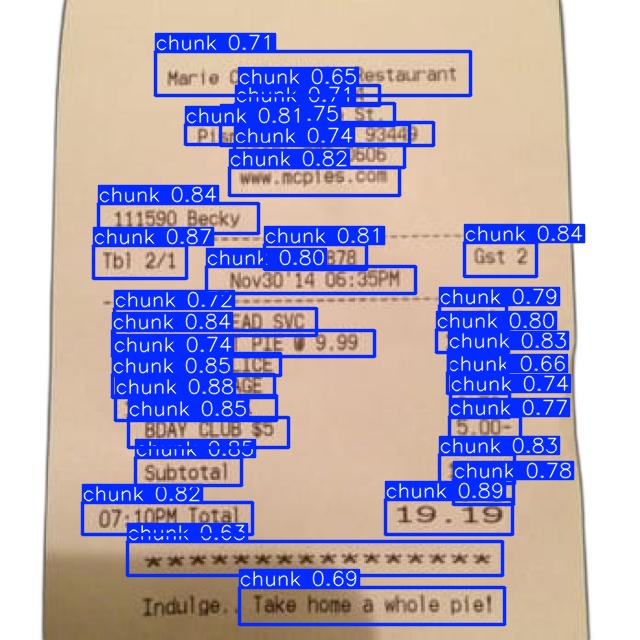 chunk 0.71
Marie Restaurant
chunk 0.65
chunk 0.71
chunk 0.81 .75 St.
chunk 0.74 93449
chunk 0.82 0606
www.mcpies.com
chunk 0.84
111590 Becky
chunk 0.87 chunk 0.81 chunk 0.84
Tbl 2/1 chunk 0.80 878 Gst 2
Nov30'14 06:35PM
chunk 0.72 chunk 0.79
chunk 0.84 EAD SVC chunk 0.80
chunk 0.74 PIE @ 9.99 chunk 0.83
chunk 0.85 LICE chunk 0.66
chunk 0.88 AGE chunk 0.74
chunk 0.85 chunk 0.77
BDAY CLUB $5 5.00-
chunk 0.85 chunk 0.83
Subtotal chunk 0.78
chunk 0.82 chunk 0.89
07:10PM Total 19.19
chunk 0.63
****************
chunk 0.69
Indulge.. Take home a whole pie!